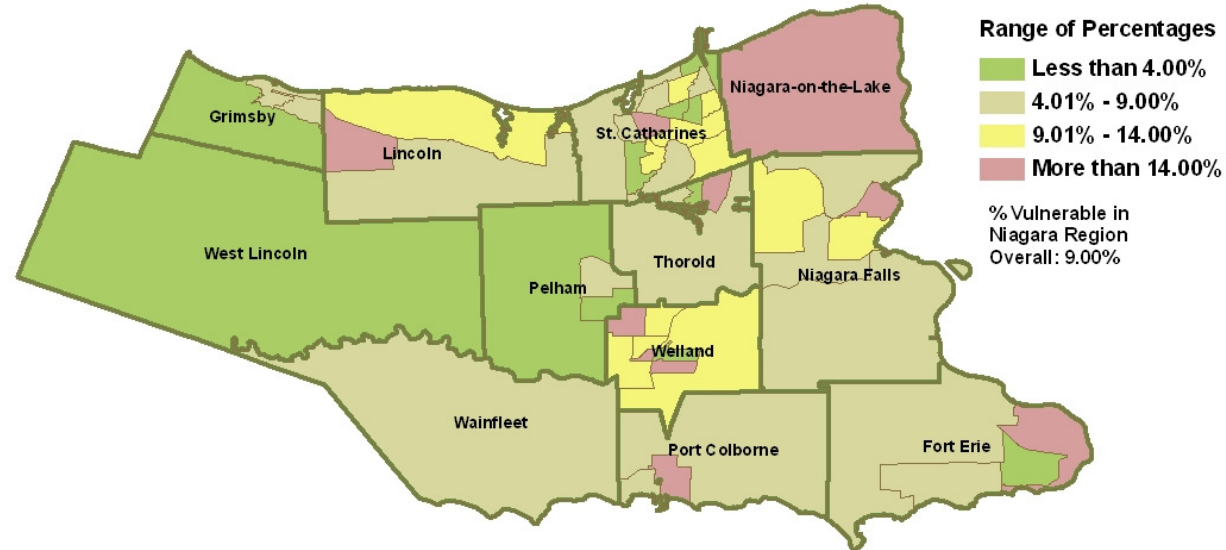 Range of Percentages
Less than 4.00%
4.01% - 9.00%
9.01% - 14.00%
More than 14.00%
% Vulnerable in
Niagara Region
Overall: 9.00%
Niagara-on-the-Lake
Grimsby
St. Catharines
Lincoln
West Lincoln
Pelham
Thorold
Niagara Falls
Welland
Wainfleet
Port Colborne
Fort Erie